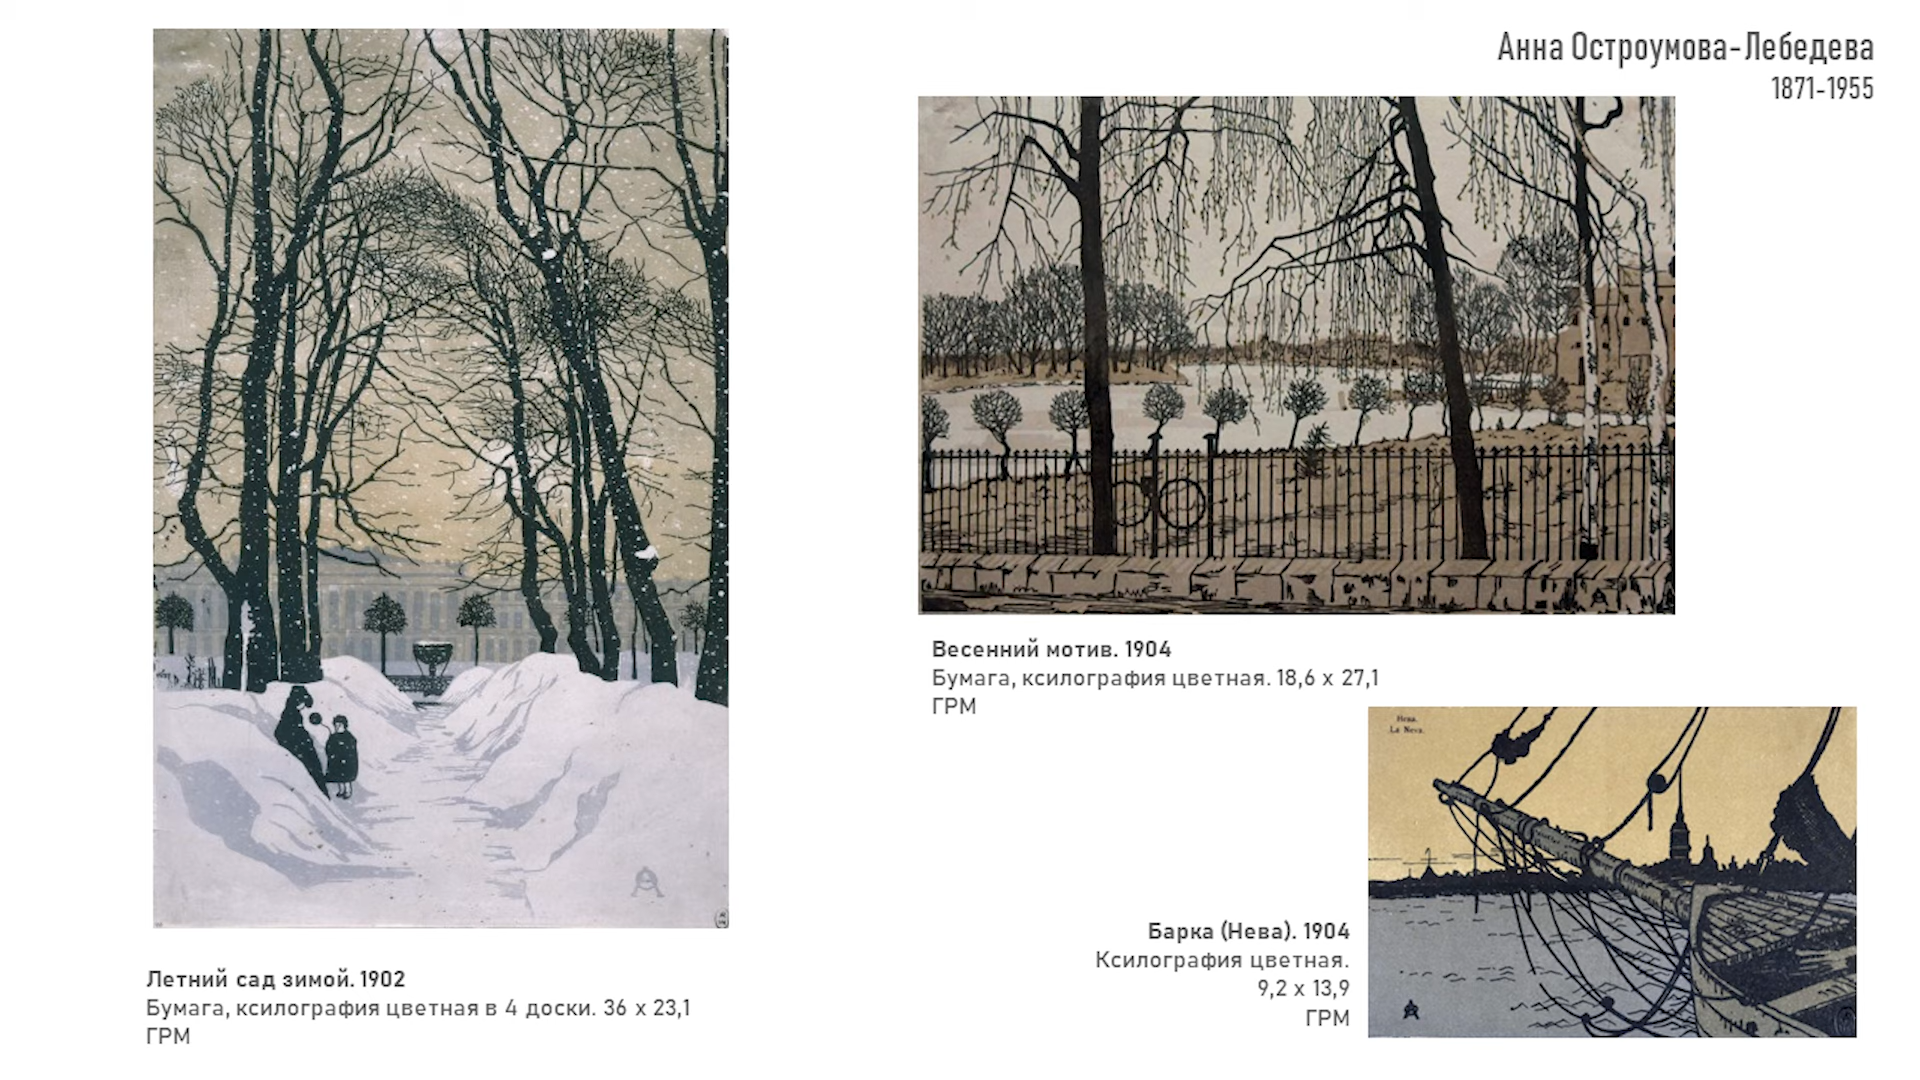 Анна Остроумова-Лебедева
1871-1955
Летний сад зимой. 1902
Бумага, ксилография цветная в 4 доски. 36 х 23,1
ГРМ
Весенний мотив. 1904
Бумага, ксилография цветная. 18,6 х 27,1
ГРМ
Нева.
La Neva.
Барка (Нева). 1904
Ксилография цветная.
9,2 х 13,9
ГРМ